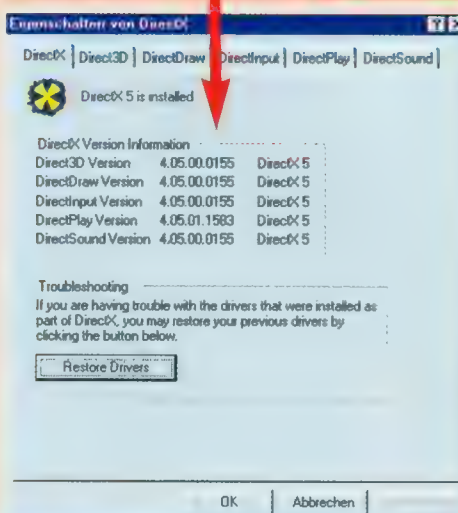 Eigenschaften von DirectX
DirectX Direct3D DirectDraw DirectInput DirectPlay DirectSound
DirectX 5 is installed
DirectX Version Information
Direct3D Version 4.05.00.0155 DirectX 5
DirectDraw Version 4.05.00.0155 DirectX 5
DirectInput Version 4.05.00.0155 DirectX 5
DirectPlay Version 4.05.01.1583 DirectX 5
DirectSound Version 4.05.00.0155 DirectX 5
Troubleshooting
If you are having trouble with the drivers that were installed as
part of DirectX, you may restore your previous drivers by
clicking the button below.
Restore Drivers
OK Abbrechen